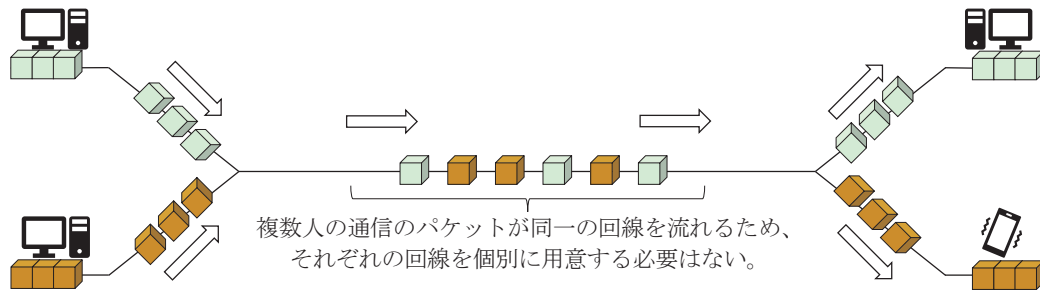 複数人の通信のパケットが同一の回線を流れるため、
それぞれの回線を個別に用意する必要はない。